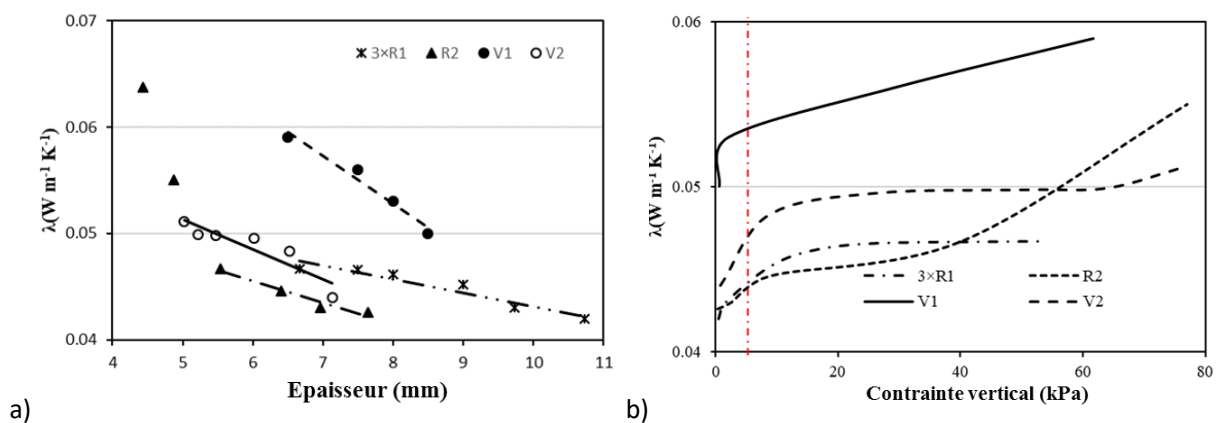 0.07
0.06
0.05
0.04
λ(W m⁻¹ K⁻¹)
3×R1 R2 V1 V2
4 5 6 7 8 9 10 11
Epaisseur (mm)
a)
0.06
0.05
0.04
λ(W m⁻¹ K⁻¹)
3×R1 R2
V1 V2
0 20 40 60 80
Contrainte vertical (kPa)
b)